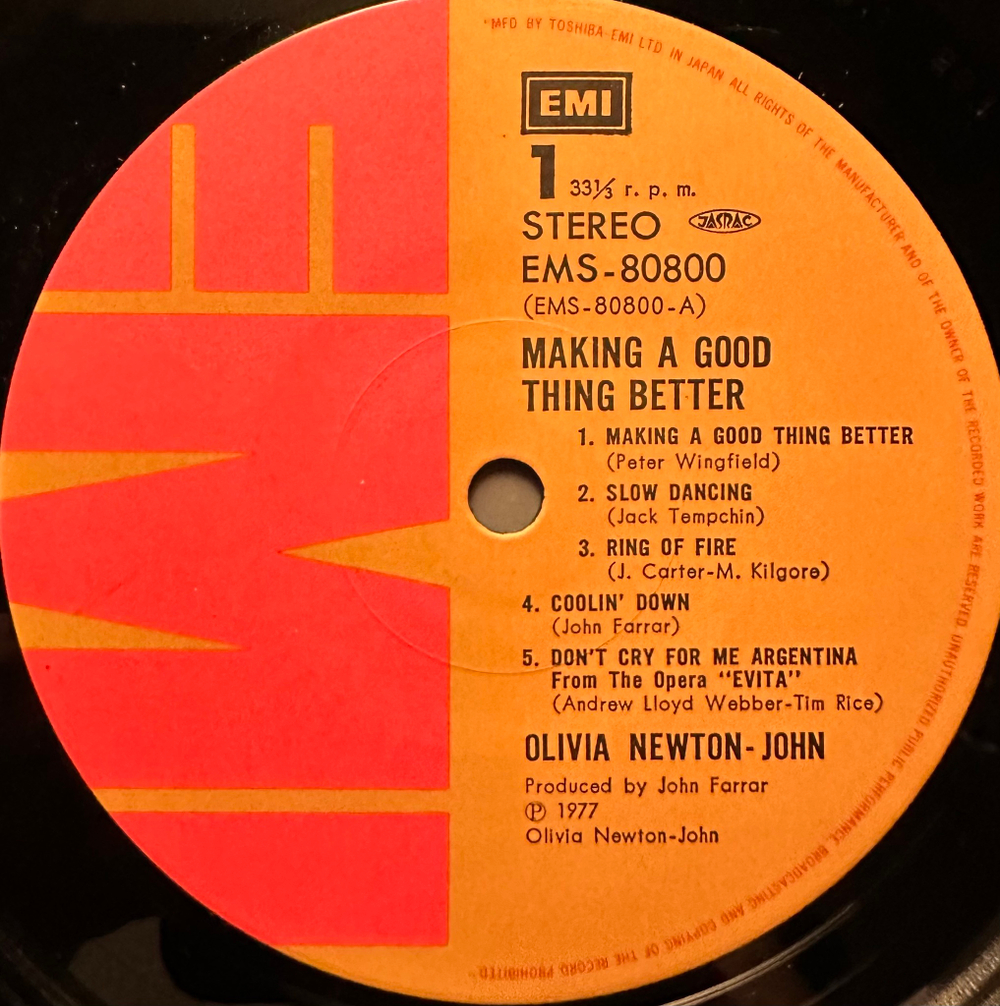 "MFD BY TOSHIBA EMI LTD IN JAPAN ALL RIGHTS OF THE MANUFACTURER AND OF THE OWNER OF THE RECORDED WORK ARE RESERVED. UNAUTHORIZED PUBLIC PERFORMANCE, BROADCASTING AND COPYING OF THE RECORD PROHIBITED"
EMI
EMI
1 33⅓ r. p. m.
STEREO JASRAC
EMS-80800
(EMS-80800-A)
MAKING A GOOD
THING BETTER
1. MAKING A GOOD THING BETTER
(Peter Wingfield)
2. SLOW DANCING
(Jack Tempchin)
3. RING OF FIRE
(J. Carter-M. Kilgore)
4. COOLIN' DOWN
(John Farrar)
5. DON'T CRY FOR ME ARGENTINA
From The Opera "EVITA"
(Andrew Lloyd Webber-Tim Rice)
OLIVIA NEWTON-JOHN
Produced by John Farrar
Ⓟ 1977
Olivia Newton-John